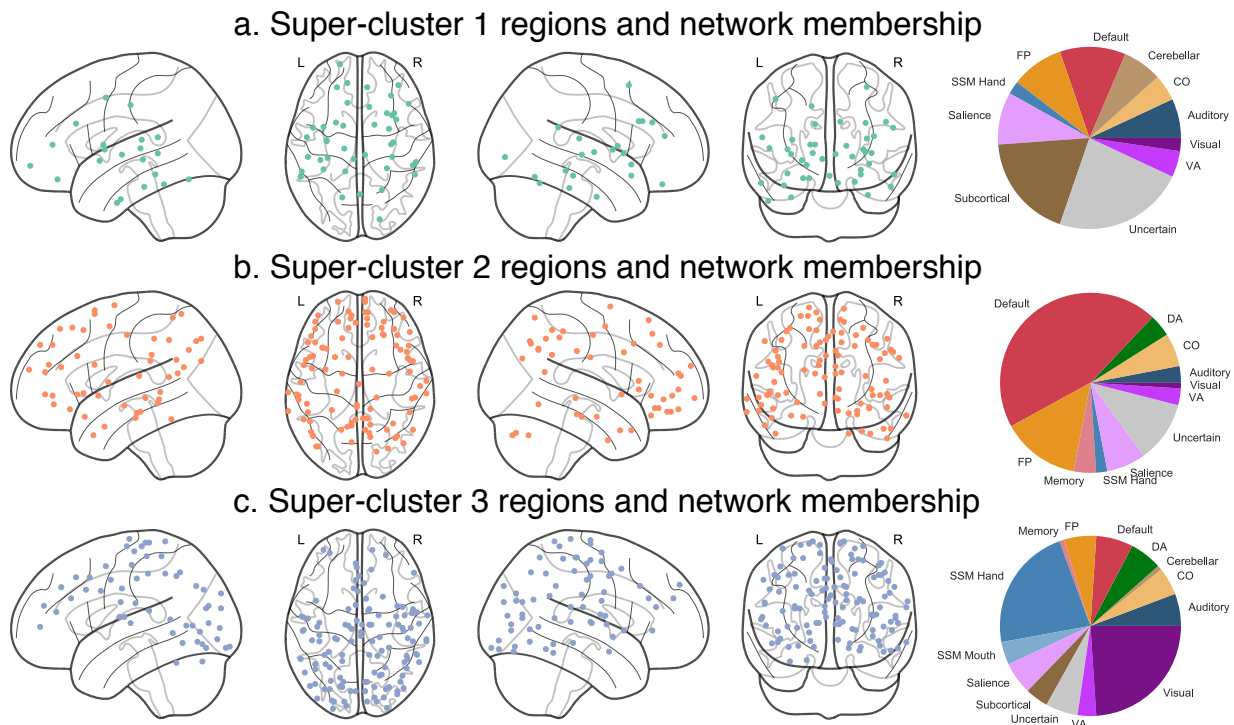 a. Super-cluster 1 regions and network membership
L
R
L
R
Default
Cerebellar
CO
Auditory
Visual
VA
Uncertain
Subcortical
Salience
SSM Hand
FP
b. Super-cluster 2 regions and network membership
L
R
L
R
Default
DA
CO
Auditory
Visual
VA
Uncertain
Salience
SSM Hand
Memory
FP
c. Super-cluster 3 regions and network membership
L
R
L
R
Memory
FP
Default
DA
Cerebellar
CO
Auditory
Visual
VA
Uncertain
Subcortical
Salience
SSM Mouth
SSM Hand